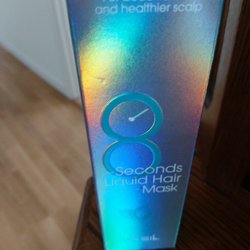 and healthier scalp
8
Seconds
Liquid Hair
Mask